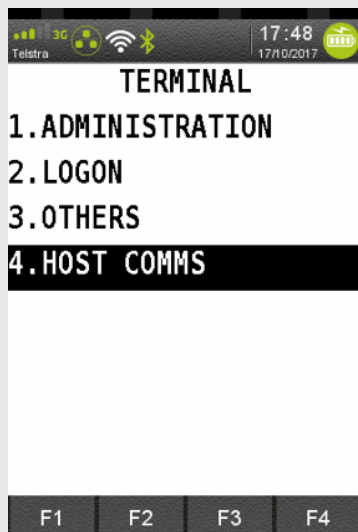 3G 17:48
Telstra 17/10/2017
TERMINAL
1.ADMINISTRATION
2.LOGON
3.OTHERS
4.HOST COMMS
F1 F2 F3 F4